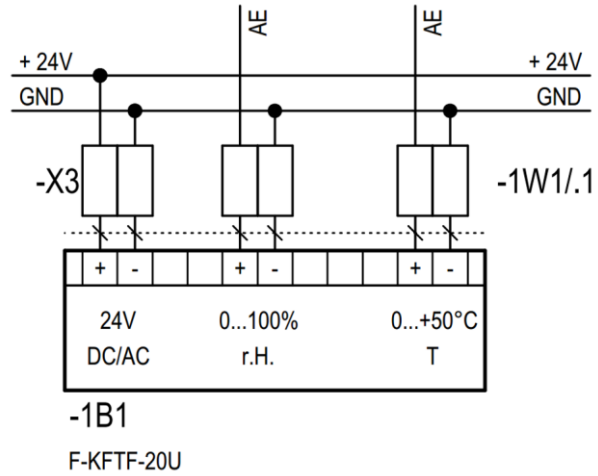 AE AE
+ 24V + 24V
GND GND
-X3 -1W1/.1
+ - + - + -
24V 0...100% 0...+50°C
DC/AC r.H. T
-1B1
F-KFTF-20U